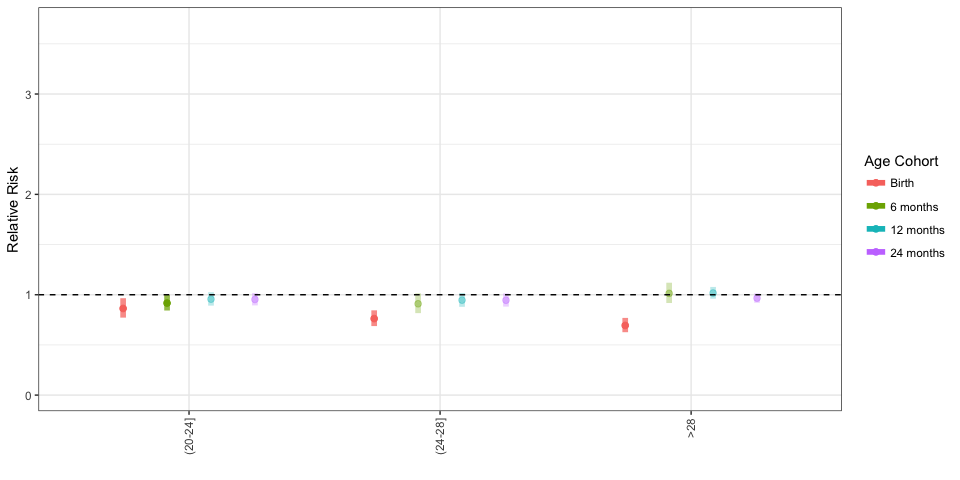 Relative Risk
3
2
1
0
(20-24]
(24-28]
>28
Age Cohort
Birth
6 months
12 months
24 months